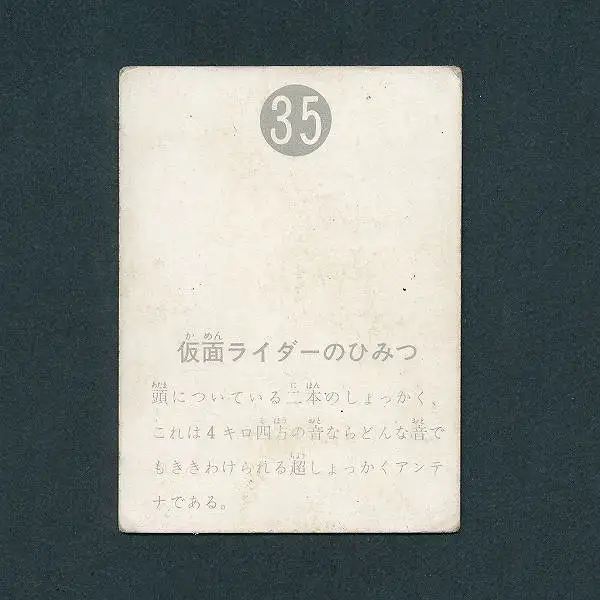 35
仮面ライダーのひみつ
頭についている二本のしょっかく、
これは4キロ四方の音ならどんな音で
もききわけられる超しょっかくアンテ
ナである。